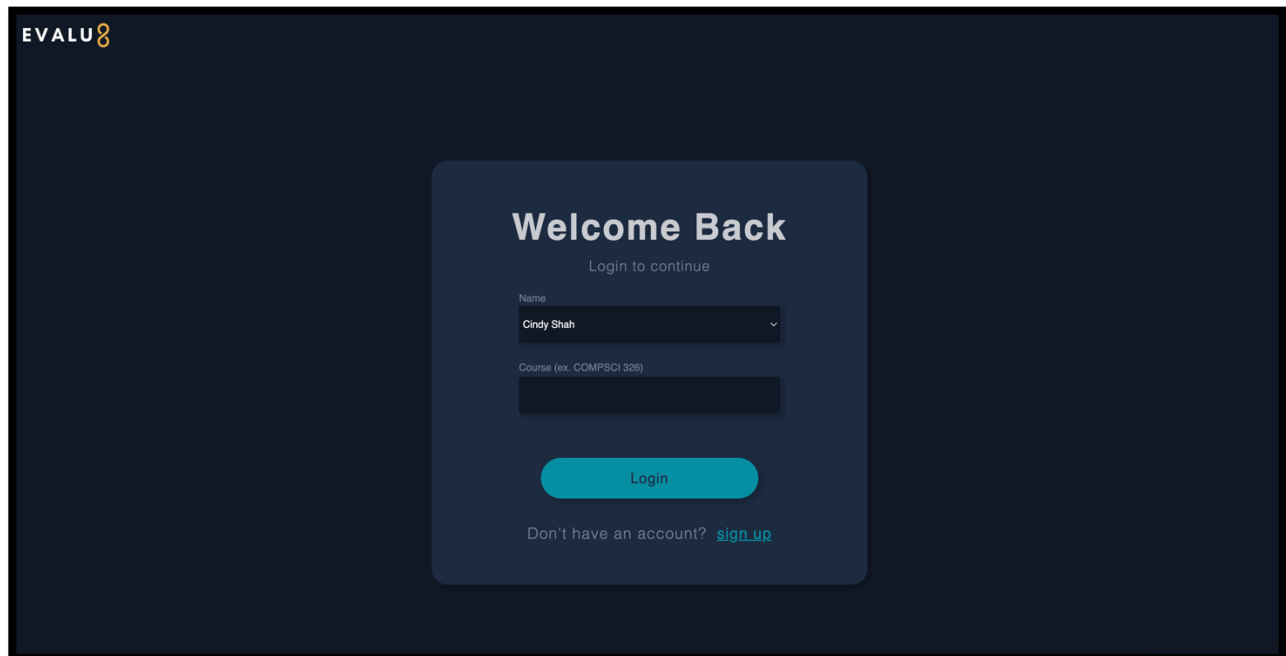 EVALU8
Welcome Back
Login to continue
Name
Cindy Shah
Course (ex. COMPSCI 326)
Login
Don't have an account? sign up